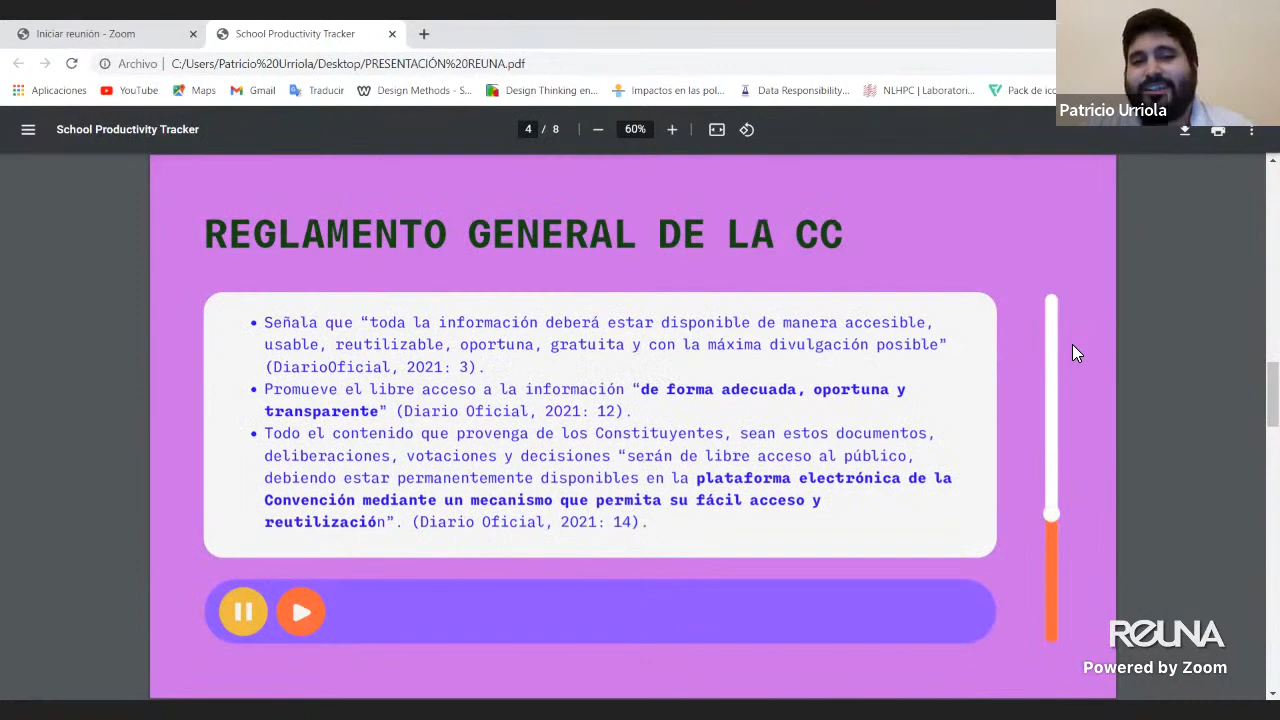 Iniciar reunión - Zoom
School Productivity Tracker
Archivo
C:/Users/Patricio%20Urriola/Desktop/PRESENTACIÓN%20REUNA.pdf
Aplicaciones
YouTube
Maps
Gmail
Traducir
Design Methods - S...
Design Thinking en...
Impactos en las pol...
Data Responsibility...
NLHPC | Laboratori...
Pack de ico
Patricio Urriola
School Productivity Tracker
4 / 8
60%
REGLAMENTO GENERAL DE LA CC
• Señala que “toda la información deberá estar disponible de manera accesible,
usable, reutilizable, oportuna, gratuita y con la máxima divulgación posible”
(DiarioOficial, 2021: 3).
• Promueve el libre acceso a la información “de forma adecuada, oportuna y
transparente” (Diario Oficial, 2021: 12).
• Todo el contenido que provenga de los Constituyentes, sean estos documentos,
deliberaciones, votaciones y decisiones “serán de libre acceso al público,
debiendo estar permanentemente disponibles en la plataforma electrónica de la
Convención mediante un mecanismo que permita su fácil acceso y
reutilización”. (Diario Oficial, 2021: 14).
REUNA
Powered by Zoom